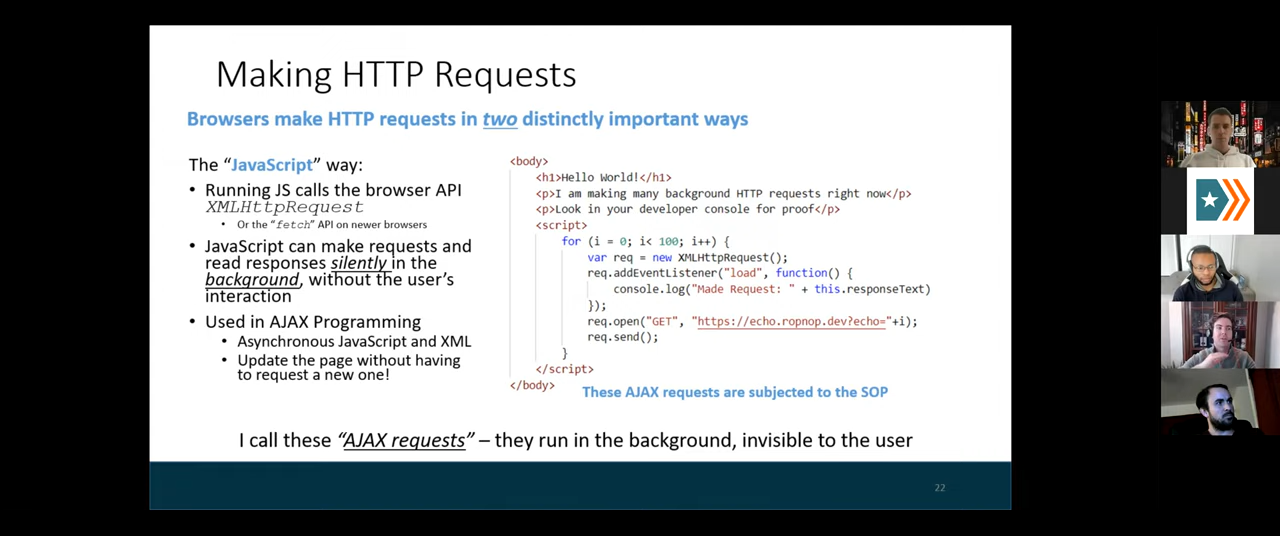 Making HTTP Requests
Browsers make HTTP requests in two distinctly important ways
The “JavaScript” way:
• Running JS calls the browser API
XMLHttpRequest
• Or the “fetch” API on newer browsers
• JavaScript can make requests and
read responses silently in the
background, without the user’s
interaction
• Used in AJAX Programming
• Asynchronous JavaScript and XML
• Update the page without having
to request a new one!
<body>
<h1>Hello World!</h1>
<p>I am making many background HTTP requests right now</p>
<p>Look in your developer console for proof</p>
<script>
for (i = 0; i< 100; i++) {
var req = new XMLHttpRequest();
req.addEventListener("load", function() {
console.log("Made Request: " + this.responseText)
});
req.open("GET", "https://echo.ropnop.dev?echo="+i);
req.send();
}
</script>
</body>
These AJAX requests are subjected to the SOP
I call these “AJAX requests” – they run in the background, invisible to the user
22